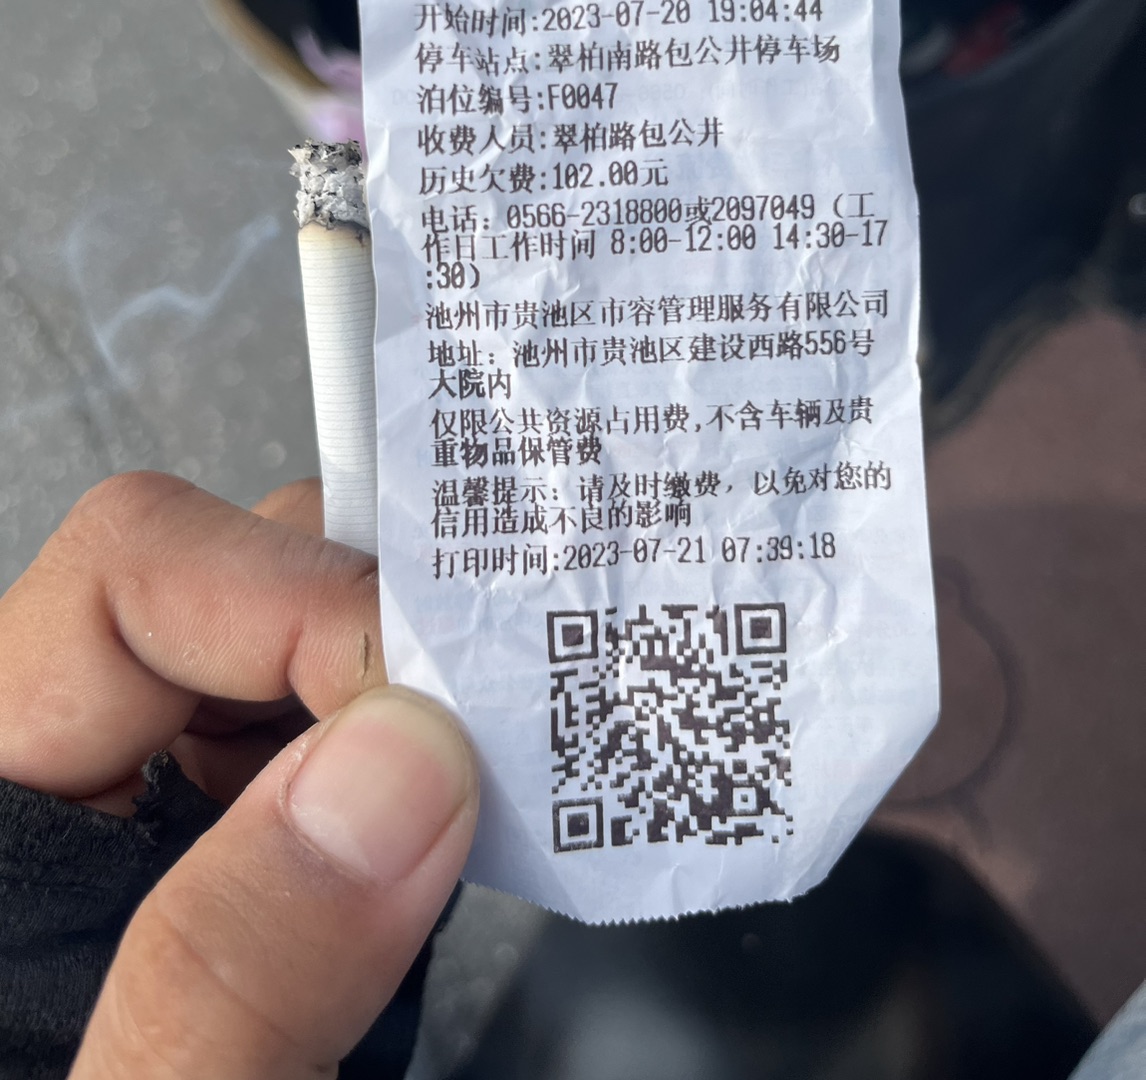 开始时间:2023-07-20 19:04:44
停车站点:翠柏南路包公井停车场
泊位编号:F0047
收费人员:翠柏路包公井
历史欠费:102.00元
电话：0566-2318800或2097049（工
作日工作时间 8:00-12:00 14:30-17
:30）
池州市贵池区市容管理服务有限公司
地址：池州市贵池区建设西路556号
大院内
仅限公共资源占用费,不含车辆及贵
重物品保管费
温馨提示：请及时缴费，以免对您的
信用造成不良的影响
打印时间:2023-07-21 07:39:18